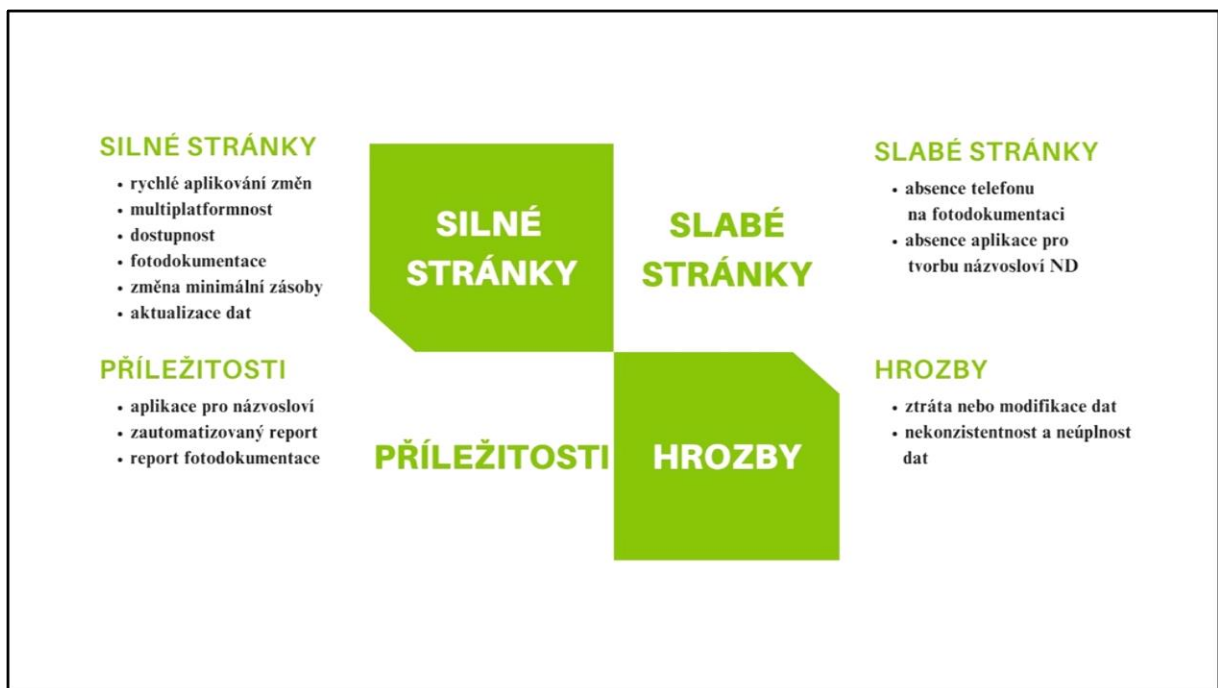 SILNÉ STRÁNKY
• rychlé aplikování změn
• multiplatformnost
• dostupnost
• fotodokumentace
• změna minimální zásoby
• aktualizace dat
PŘÍLEŽITOSTI
• aplikace pro názvosloví
• zautomatizovaný report
• report fotodokumentace
SILNÉ
STRÁNKY
SLABÉ
STRÁNKY
PŘÍLEŽITOSTI
HROZBY
SLABÉ STRÁNKY
• absence telefonu
na fotodokumentaci
• absence aplikace pro
tvorbu názvosloví ND
HROZBY
• ztráta nebo modifikace dat
• nekonzistentnost a neúplnost
dat